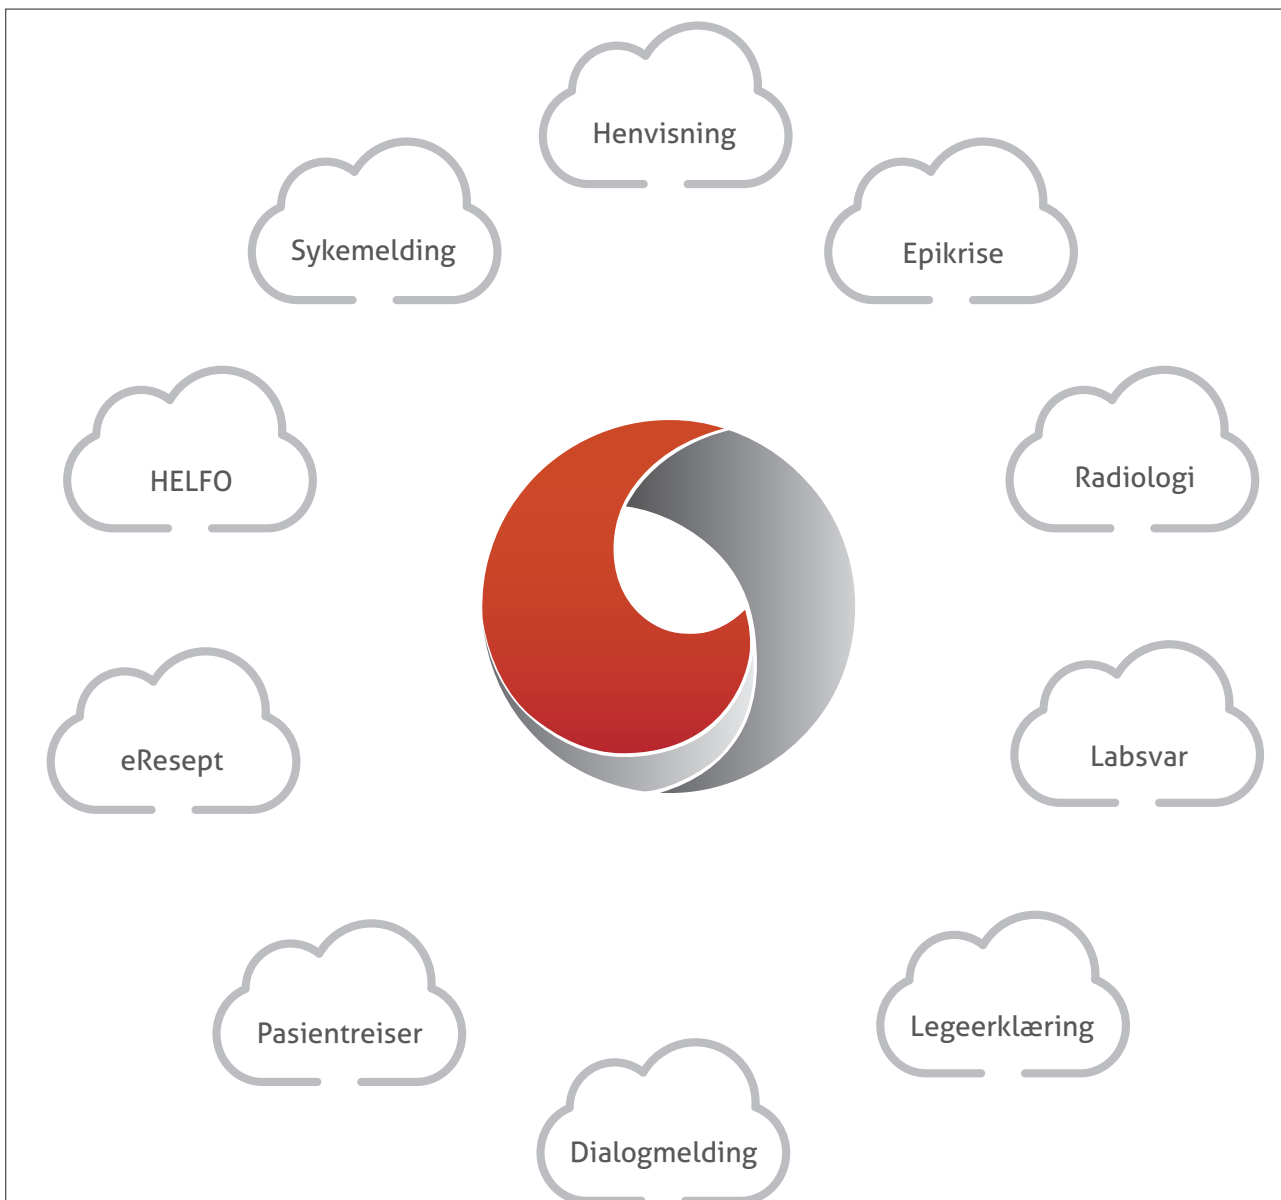 Henvisning
Sykemelding
Epikrise
HELFO
Radiologi
eResept
Labsvar
Pasientreiser
Legeerklæring
Dialogmelding